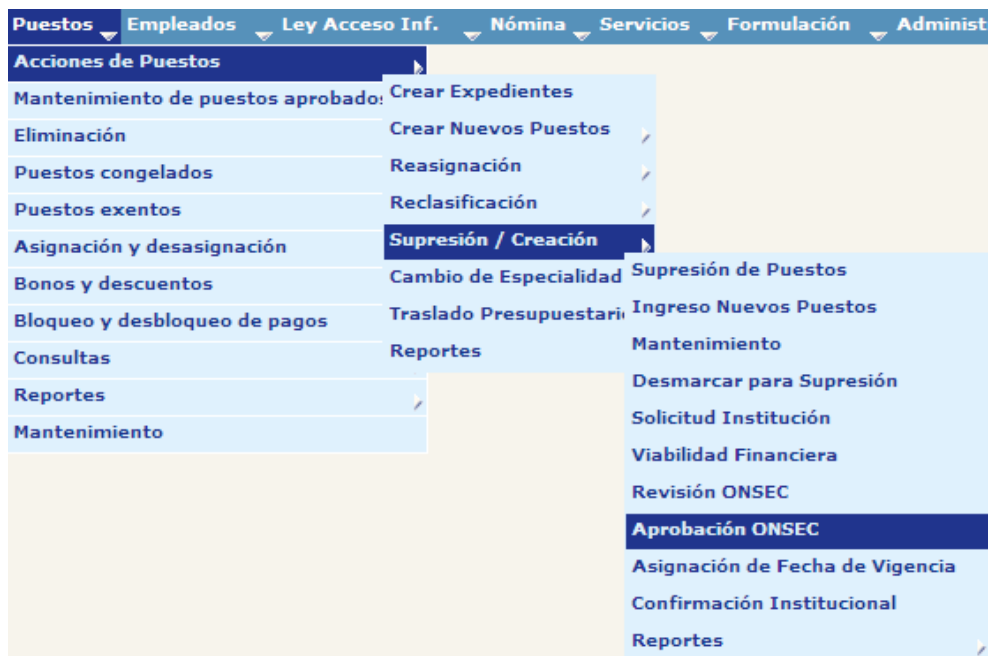 Puestos Empleados Ley Acceso Inf. Nómina Servicios Formulación Administ
Acciones de Puestos
Mantenimiento de puestos aprobados
Eliminación
Puestos congelados
Puestos exentos
Asignación y desasignación
Bonos y descuentos
Bloqueo y desbloqueo de pagos
Consultas
Reportes
Mantenimiento
Crear Expedientes
Crear Nuevos Puestos
Reasignación
Reclasificación
Supresión / Creación
Cambio de Especialidad
Traslado Presupuestari
Reportes
Supresión de Puestos
Ingreso Nuevos Puestos
Mantenimiento
Desmarcar para Supresión
Solicitud Institución
Viabilidad Financiera
Revisión ONSEC
Aprobación ONSEC
Asignación de Fecha de Vigencia
Confirmación Institucional
Reportes